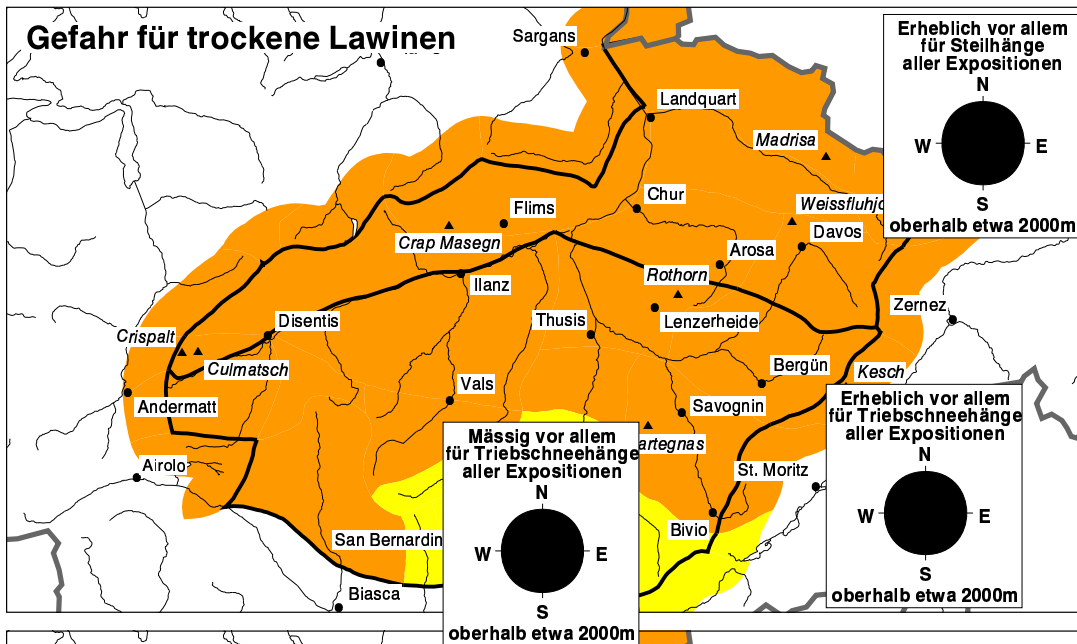 Gefahr für trockene Lawinen
Sargans
Erheblich vor allem
für Steilhänge
aller Expositionen
N
W
E
S
oberhalb etwa 2000m
Landquart
Madrisa
Chur
Weissfluhjo
Flims
Davos
Crap Masegn
Arosa
Rothorn
Ilanz
Zernez
Lenzerheide
Disentis
Thusis
Crispalt
Culmatsch
Bergün
Kesch
Vals
Andermatt
Savognin
Erheblich vor allem
für Triebschneehänge
aller Expositionen
N
W
E
S
oberhalb etwa 2000m
Mässig vor allem
für Triebschneehänge
aller Expositionen
N
W
E
S
oberhalb etwa 2000m
artegnas
Airolo
St. Moritz
Bivio
San Bernardin
Biasca